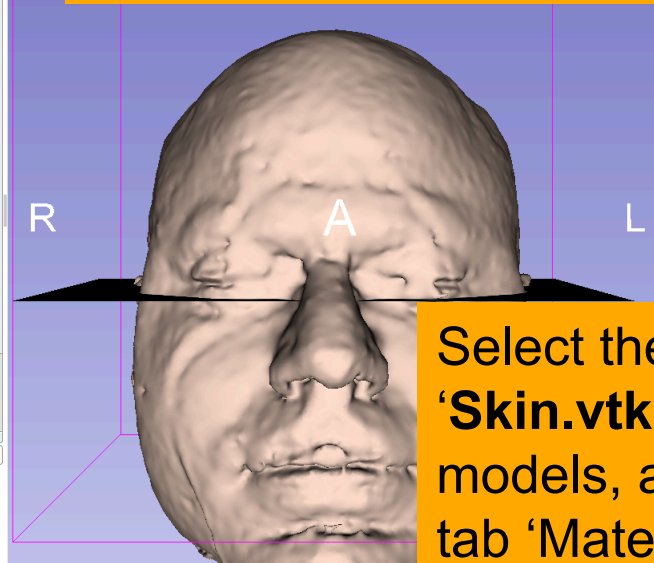 R
A
L
Select the
‘Skin.vtk
models, a
tab ‘Mate